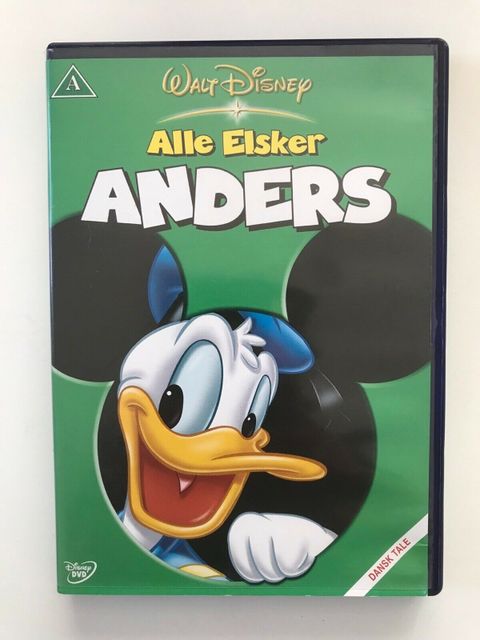 A
WALT DISNEY
Alle Elsker
ANDERS
Disney
DVD
DANSK TALE